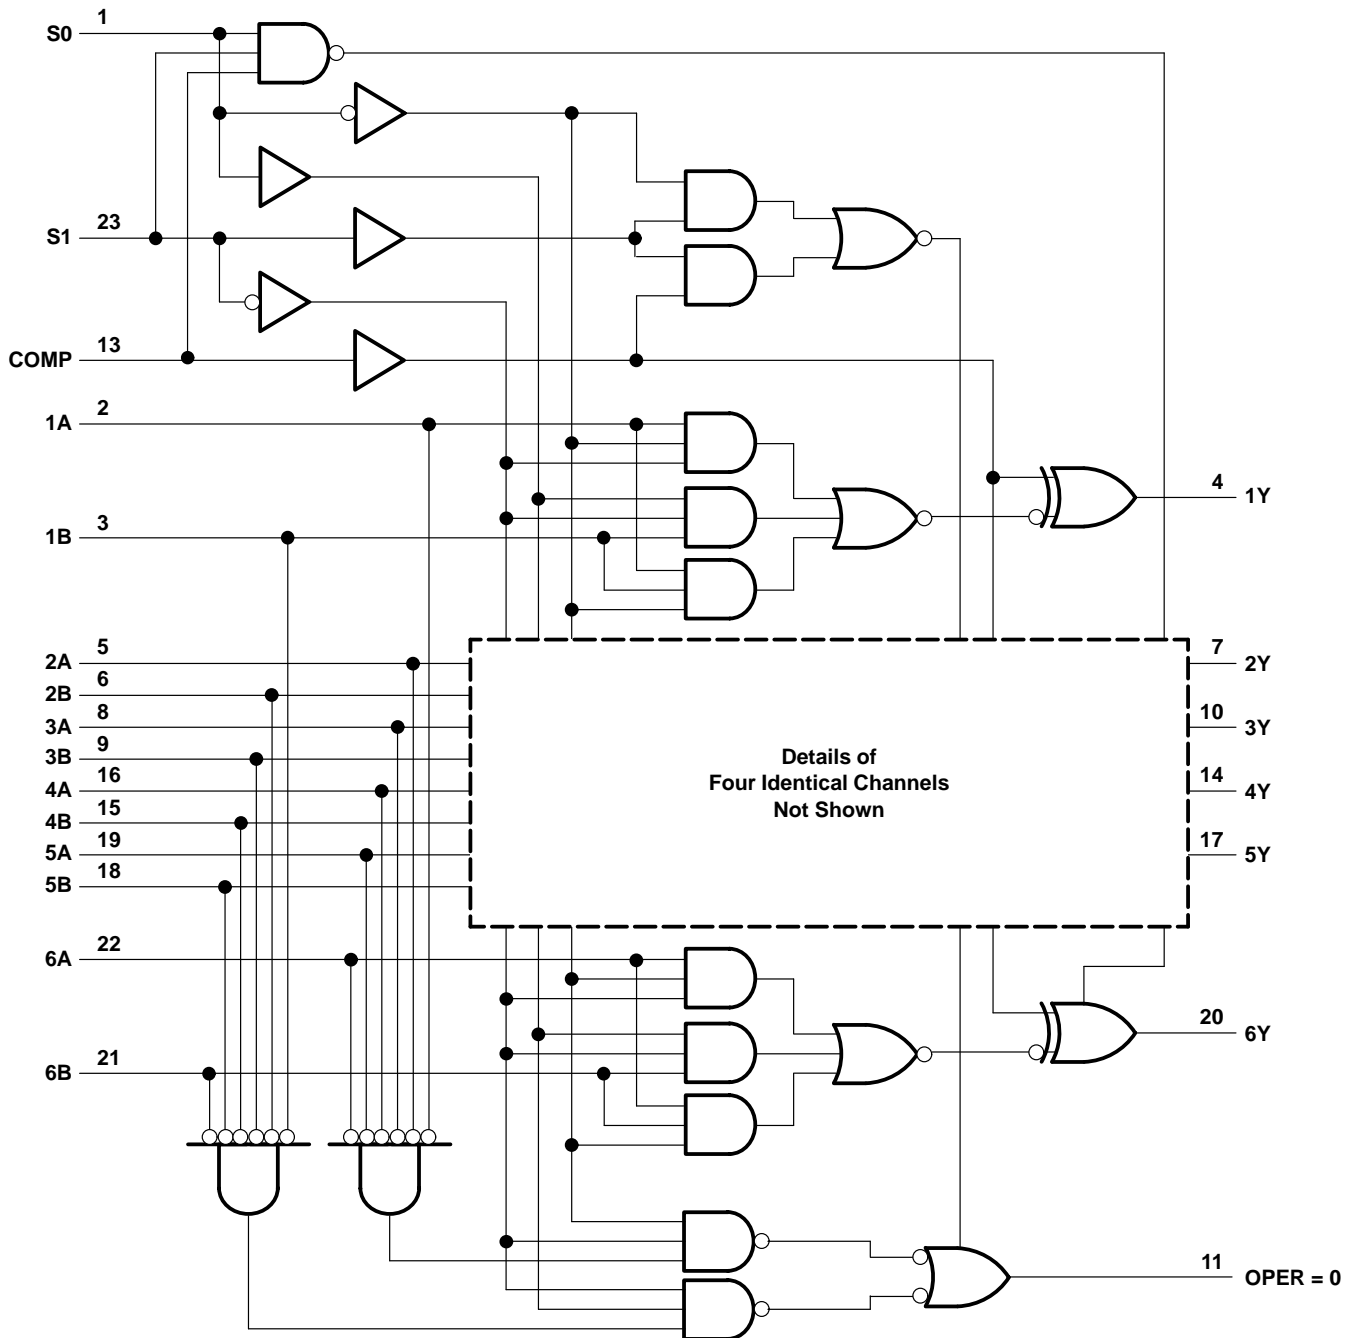 S0 1
S1 23
COMP 13
1A 2
4 1Y
1B 3
2A 5
7 2Y
2B 6
3A 8
10 3Y
3B 9
4A 16
14 4Y
4B 15
5A 19
17 5Y
5B 18
Details of
Four Identical Channels
Not Shown
6A 22
20 6Y
6B 21
11 OPER = 0